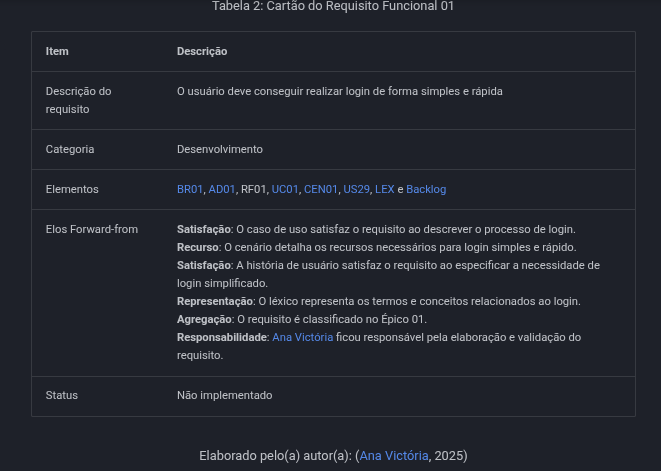 Tabela 2: Cartão do Requisito Funcional 01
Item Descrição
Descrição do requisito O usuário deve conseguir realizar login de forma simples e rápida
Categoria Desenvolvimento
Elementos BR01, AD01, RF01, UC01, CEN01, US29, LEX e Backlog
Elos Forward-from Satisfação: O caso de uso satisfaz o requisito ao descrever o processo de login.
Recurso: O cenário detalha os recursos necessários para login simples e rápido.
Satisfação: A história de usuário satisfaz o requisito ao especificar a necessidade de
login simplificado.
Representação: O léxico representa os termos e conceitos relacionados ao login.
Agregação: O requisito é classificado no Épico 01.
Responsabilidade: Ana Victória ficou responsável pela elaboração e validação do
requisito.
Status Não implementado
Elaborado pelo(a) autor(a): (Ana Victória, 2025)